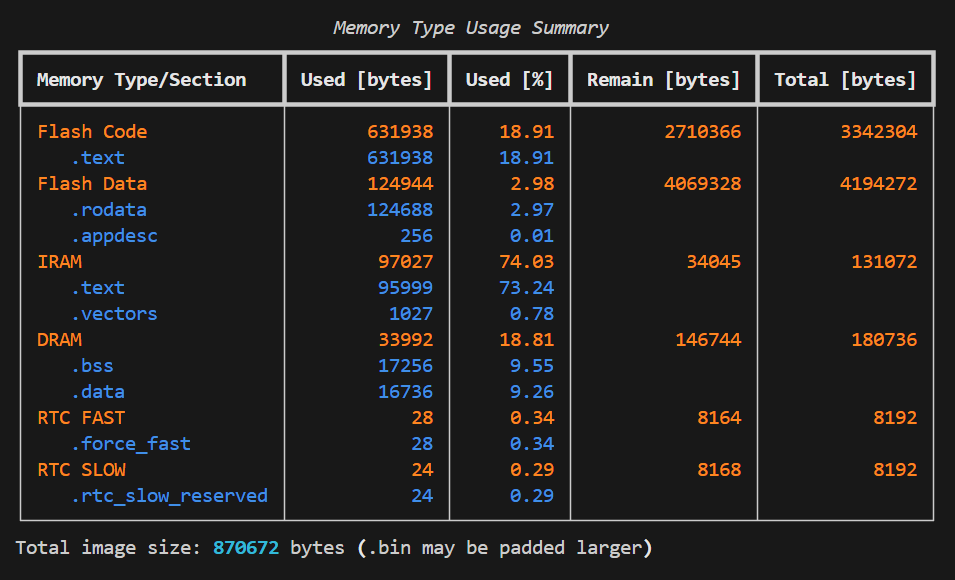 Memory Type Usage Summary
Memory Type/Section Used [bytes] Used [%] Remain [bytes] Total [bytes]
Flash Code 631938 18.91 2710366 3342304
.text 631938 18.91
Flash Data 124944 2.98 4069328 4194272
.rodata 124688 2.97
.appdesc 256 0.01
IRAM 97027 74.03 34045 131072
.text 95999 73.24
.vectors 1027 0.78
DRAM 33992 18.81 146744 180736
.bss 17256 9.55
.data 16736 9.26
RTC FAST 28 0.34 8164 8192
.force_fast 28 0.34
RTC SLOW 24 0.29 8168 8192
.rtc_slow_reserved 24 0.29
Total image size: 870672 bytes (.bin may be padded larger)